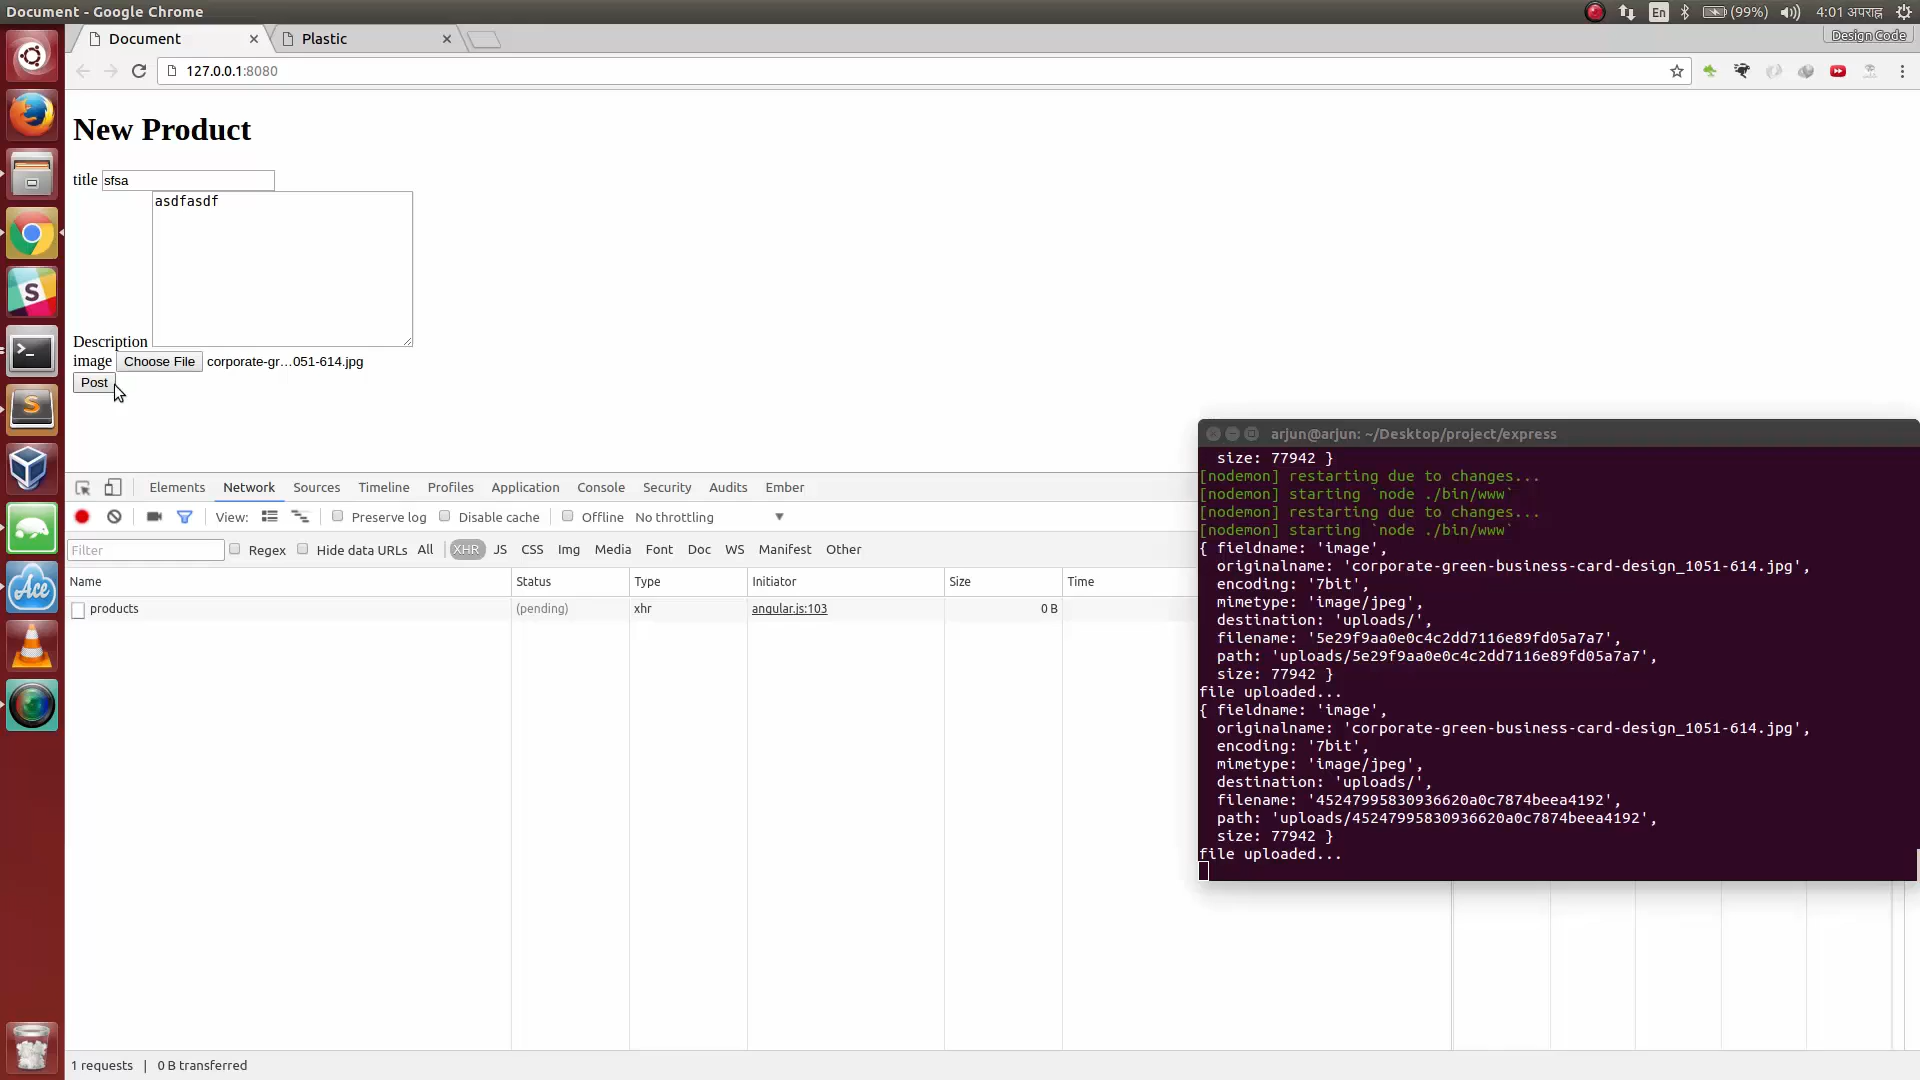 Document - Google Chrome
En
(99%)
4:01 अपराह्न
Document
Plastic
Design Code
127.0.0.1:8080
New Product
title sfsa
asdfasdf
Description
image Choose File corporate-gr...051-614.jpg
Post
arjun@arjun: ~/Desktop/project/express
size: 77942 }
[nodemon] restarting due to changes...
[nodemon] starting `node ./bin/www`
[nodemon] restarting due to changes...
[nodemon] starting `node ./bin/www`
{ fieldname: 'image',
originalname: 'corporate-green-business-card-design_1051-614.jpg',
encoding: '7bit',
mimetype: 'image/jpeg',
destination: 'uploads/',
filename: '5e29f9aa0e0c4c2dd7116e89fd05a7a7',
path: 'uploads/5e29f9aa0e0c4c2dd7116e89fd05a7a7',
size: 77942 }
file uploaded...
{ fieldname: 'image',
originalname: 'corporate-green-business-card-design_1051-614.jpg',
encoding: '7bit',
mimetype: 'image/jpeg',
destination: 'uploads/',
filename: '45247995830936620a0c7874beea4192',
path: 'uploads/45247995830936620a0c7874beea4192',
size: 77942 }
file uploaded...
Elements Network Sources Timeline Profiles Application Console Security Audits Ember
View: Preserve log Disable cache Offline No throttling
Filter Regex Hide data URLs All XHR JS CSS Img Media Font Doc WS Manifest Other
Name Status Type Initiator Size Time
products (pending) xhr angular.js:103 0 B
1 requests | 0 B transferred
Ace